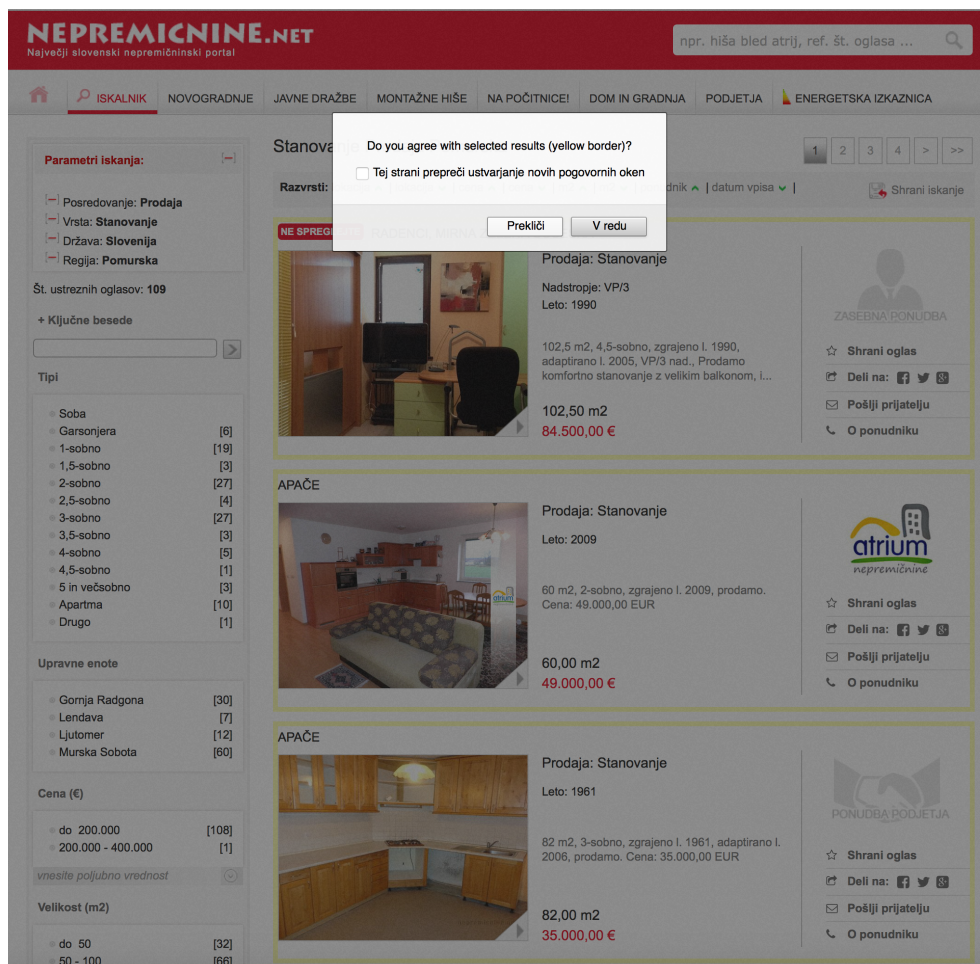 NEPREMICNINE.NET
Največji slovenski nepremičninski portal
npr. hiša bled atrij, ref. št. oglasa ...
ISKALNIK NOVOGRADNJE JAVNE DRAŽBE MONTAŽNE HIŠE NA POČITNICE! DOM IN GRADNJA PODJETJA ENERGETSKA IZKAZNICA
Do you agree with selected results (yellow border)?
Tej strani prepreči ustvarjanje novih pogovornih oken
Prekliči V redu
Parametri iskanja: [—]
[—] Posredovanje: Prodaja
[—] Vrsta: Stanovanje
[—] Država: Slovenija
[—] Regija: Pomurska
Št. ustreznih oglasov: 109
+ Ključne besede
>
Tipi
Soba
Garsonjera [6]
1-sobno [19]
1,5-sobno [3]
2-sobno [27]
2,5-sobno [4]
3-sobno [27]
3,5-sobno [3]
4-sobno [5]
4,5-sobno [1]
5 in večsobno [3]
Apartma [10]
Drugo [1]
Upravne enote
Gornja Radgona [30]
Lendava [7]
Ljutomer [12]
Murska Sobota [60]
Cena (€)
do 200.000 [108]
200.000 - 400.000 [1]
vnesite poljubno vrednost
Velikost (m2)
do 50 [32]
50 - 100 [66]
Stanova
1 2 3 4 > >>
Razvrsti: dnik | datum vpisa |
Shrani iskanje
NE SPREG
Prodaja: Stanovanje
Nadstropje: VP/3
Leto: 1990
102,5 m2, 4,5-sobno, zgrajeno l. 1990,
adaptirano l. 2005, VP/3 nad., Prodamo
komfortno stanovanje z velikim balkonom, i...
102,50 m2
84.500,00 €
ZASEBNA PONUDBA
Shrani oglas
Deli na:
Pošlji prijatelju
O ponudniku
APAČE
Prodaja: Stanovanje
Leto: 2009
60 m2, 2-sobno, zgrajeno l. 2009, prodamo.
Cena: 49.000,00 EUR
60,00 m2
49.000,00 €
atrium
atrium
nepremičnine
Shrani oglas
Deli na:
Pošlji prijatelju
O ponudniku
APAČE
Prodaja: Stanovanje
Leto: 1961
82 m2, 3-sobno, zgrajeno l. 1961, adaptirano l.
2006, prodamo. Cena: 35.000,00 EUR
82,00 m2
35.000,00 €
PONUDBA PODJETJA
Shrani oglas
Deli na:
Pošlji prijatelju
O ponudniku